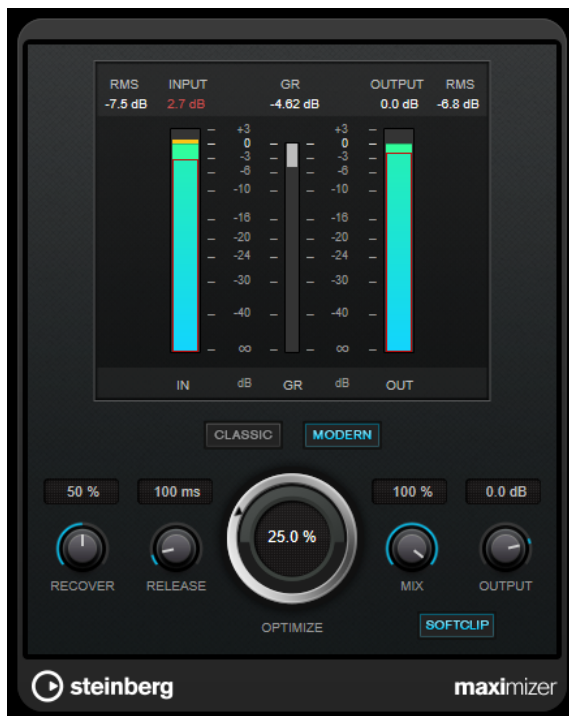 RMS INPUT GR OUTPUT RMS
-7.5 dB 2.7 dB -4.62 dB 0.0 dB -6.8 dB
+3 +3
0 0
-3 -3
-6 -6
-10 -10
-16 -16
-20 -20
-24 -24
-30 -30
-40 -40
∞ ∞
IN dB GR dB OUT
CLASSIC MODERN
50 % 100 ms 100 % 0.0 dB
25.0 %
RECOVER RELEASE MIX OUTPUT
OPTIMIZE SOFTCLIP
steinberg maximizer